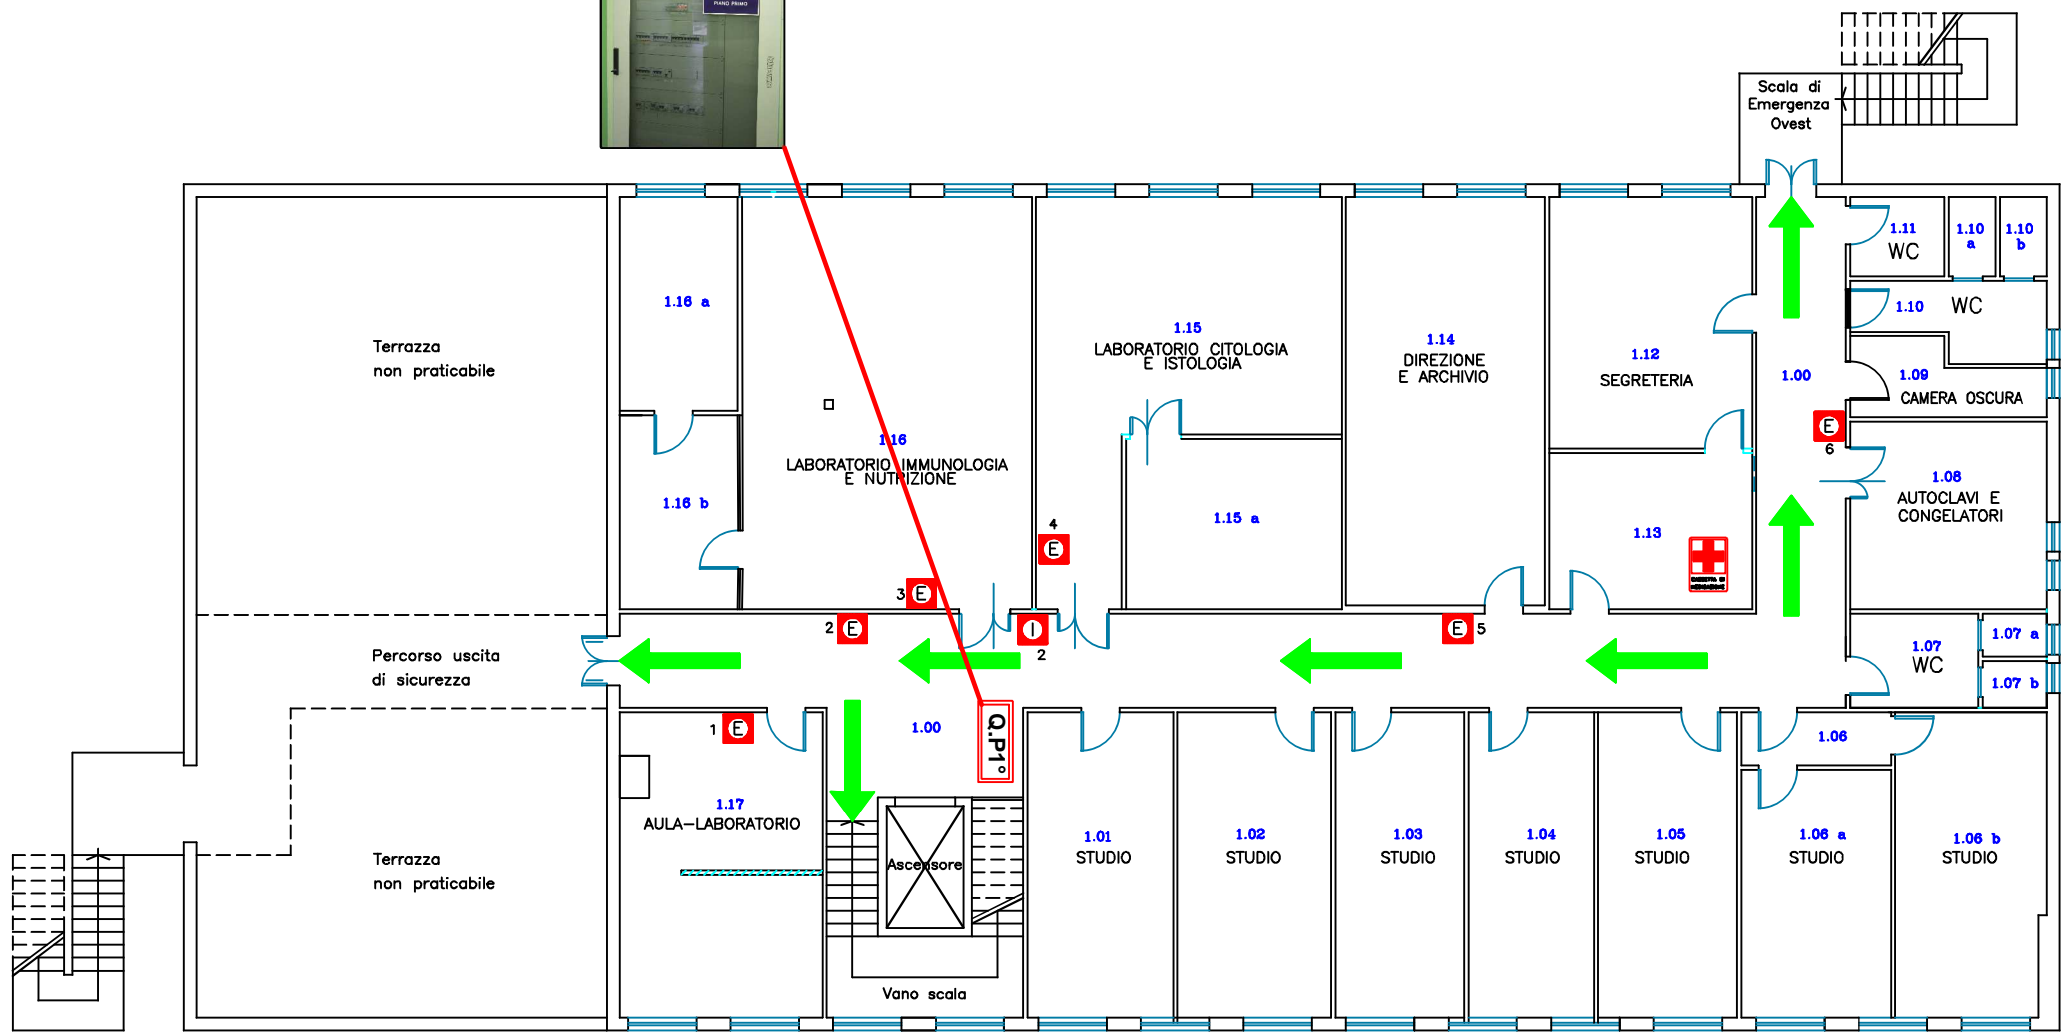 PIANO PRIMO
Scala di
Emergenza
Ovest
1.11
WC
1.10
a
1.10
b
1.10
WC
1.16 a
Terrazza
non praticabile
1.15
LABORATORIO CITOLOGIA
E ISTOLOGIA
1.14
DIREZIONE
E ARCHIVIO
1.12
SEGRETERIA
1.00
1.09
CAMERA OSCURA
E
6
1.16
LABORATORIO IMMUNOLOGIA
E NUTRIZIONE
1.16 b
1.15 a
1.13
1.08
AUTOCLAVI E
CONGELATORI
4
E
3 E
2 E
I
2
E 5
Percorso uscita
di sicurezza
1.07
WC
1.07 a
1.07 b
1 E
1.00
Q.P1°
1.06
1.17
AULA-LABORATORIO
Ascensore
1.01
STUDIO
1.02
STUDIO
1.03
STUDIO
1.04
STUDIO
1.05
STUDIO
1.06 a
STUDIO
1.06 b
STUDIO
Terrazza
non praticabile
Vano scala